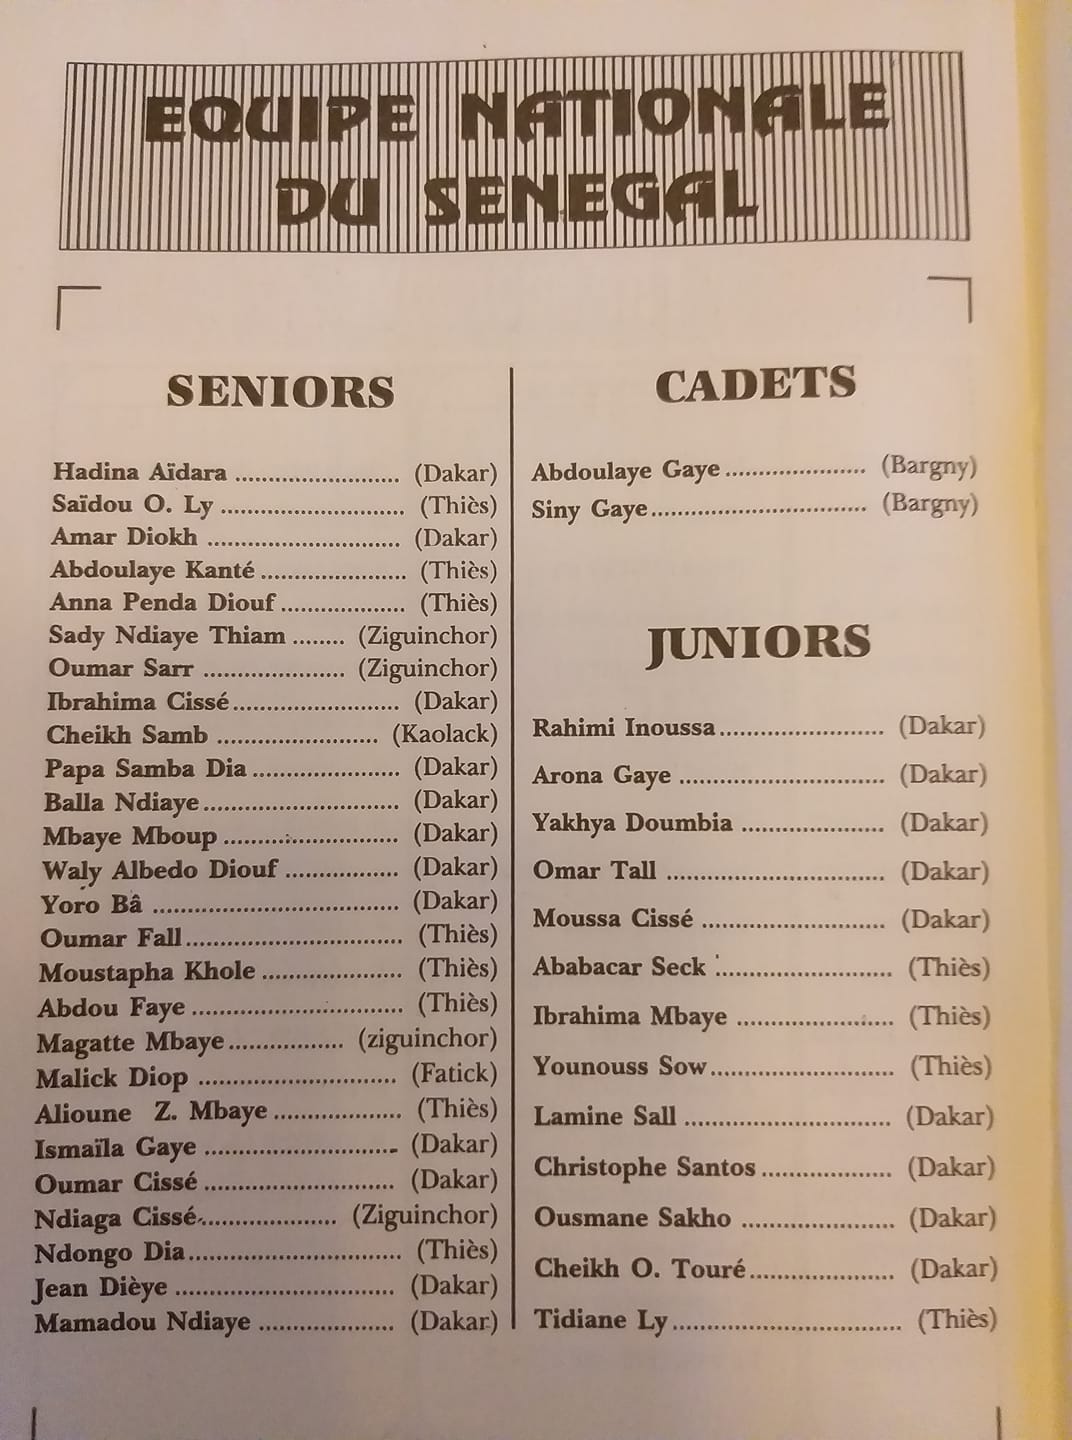 EQUIPE NATIONALE
DU SENEGAL
SENIORS
Hadina Aïdara ........................ (Dakar)
Saïdou O. Ly ........................... (Thiès)
Amar Diokh ............................ (Dakar)
Abdoulaye Kanté ..................... (Thiès)
Anna Penda Diouf ................... (Thiès)
Sady Ndiaye Thiam ........ (Ziguinchor)
Oumar Sarr ..................... (Ziguinchor)
Ibrahima Cissé ......................... (Dakar)
Cheikh Samb ........................ (Kaolack)
Papa Samba Dia ...................... (Dakar)
Balla Ndiaye ............................. (Dakar)
Mbaye Mboup .......................... (Dakar)
Waly Albedo Diouf ................. (Dakar)
Yoro Bâ .................................... (Dakar)
Oumar Fall ................................ (Thiès)
Moustapha Khole ..................... (Thiès)
Abdou Faye ............................... (Thiès)
Magatte Mbaye ................. (ziguinchor)
Malick Diop ............................. (Fatick)
Alioune Z. Mbaye ................... (Thiès)
Ismaïla Gaye ............................ (Dakar)
Oumar Cissé ............................ (Dakar)
Ndiaga Cissé .................... (Ziguinchor)
Ndongo Dia ............................... (Thiès)
Jean Dièye ................................ (Dakar)
Mamadou Ndiaye .................... (Dakar)
CADETS
Abdoulaye Gaye ..................... (Bargny)
Siny Gaye ................................ (Bargny)
JUNIORS
Rahimi Inoussa ........................ (Dakar)
Arona Gaye .............................. (Dakar)
Yakhya Doumbia ..................... (Dakar)
Omar Tall ................................ (Dakar)
Moussa Cissé ........................... (Dakar)
Ababacar Seck .......................... (Thiès)
Ibrahima Mbaye ....................... (Thiès)
Younouss Sow ........................... (Thiès)
Lamine Sall .............................. (Dakar)
Christophe Santos ................... (Dakar)
Ousmane Sakho ...................... (Dakar)
Cheikh O. Touré ..................... (Dakar)
Tidiane Ly .................................. (Thiès)